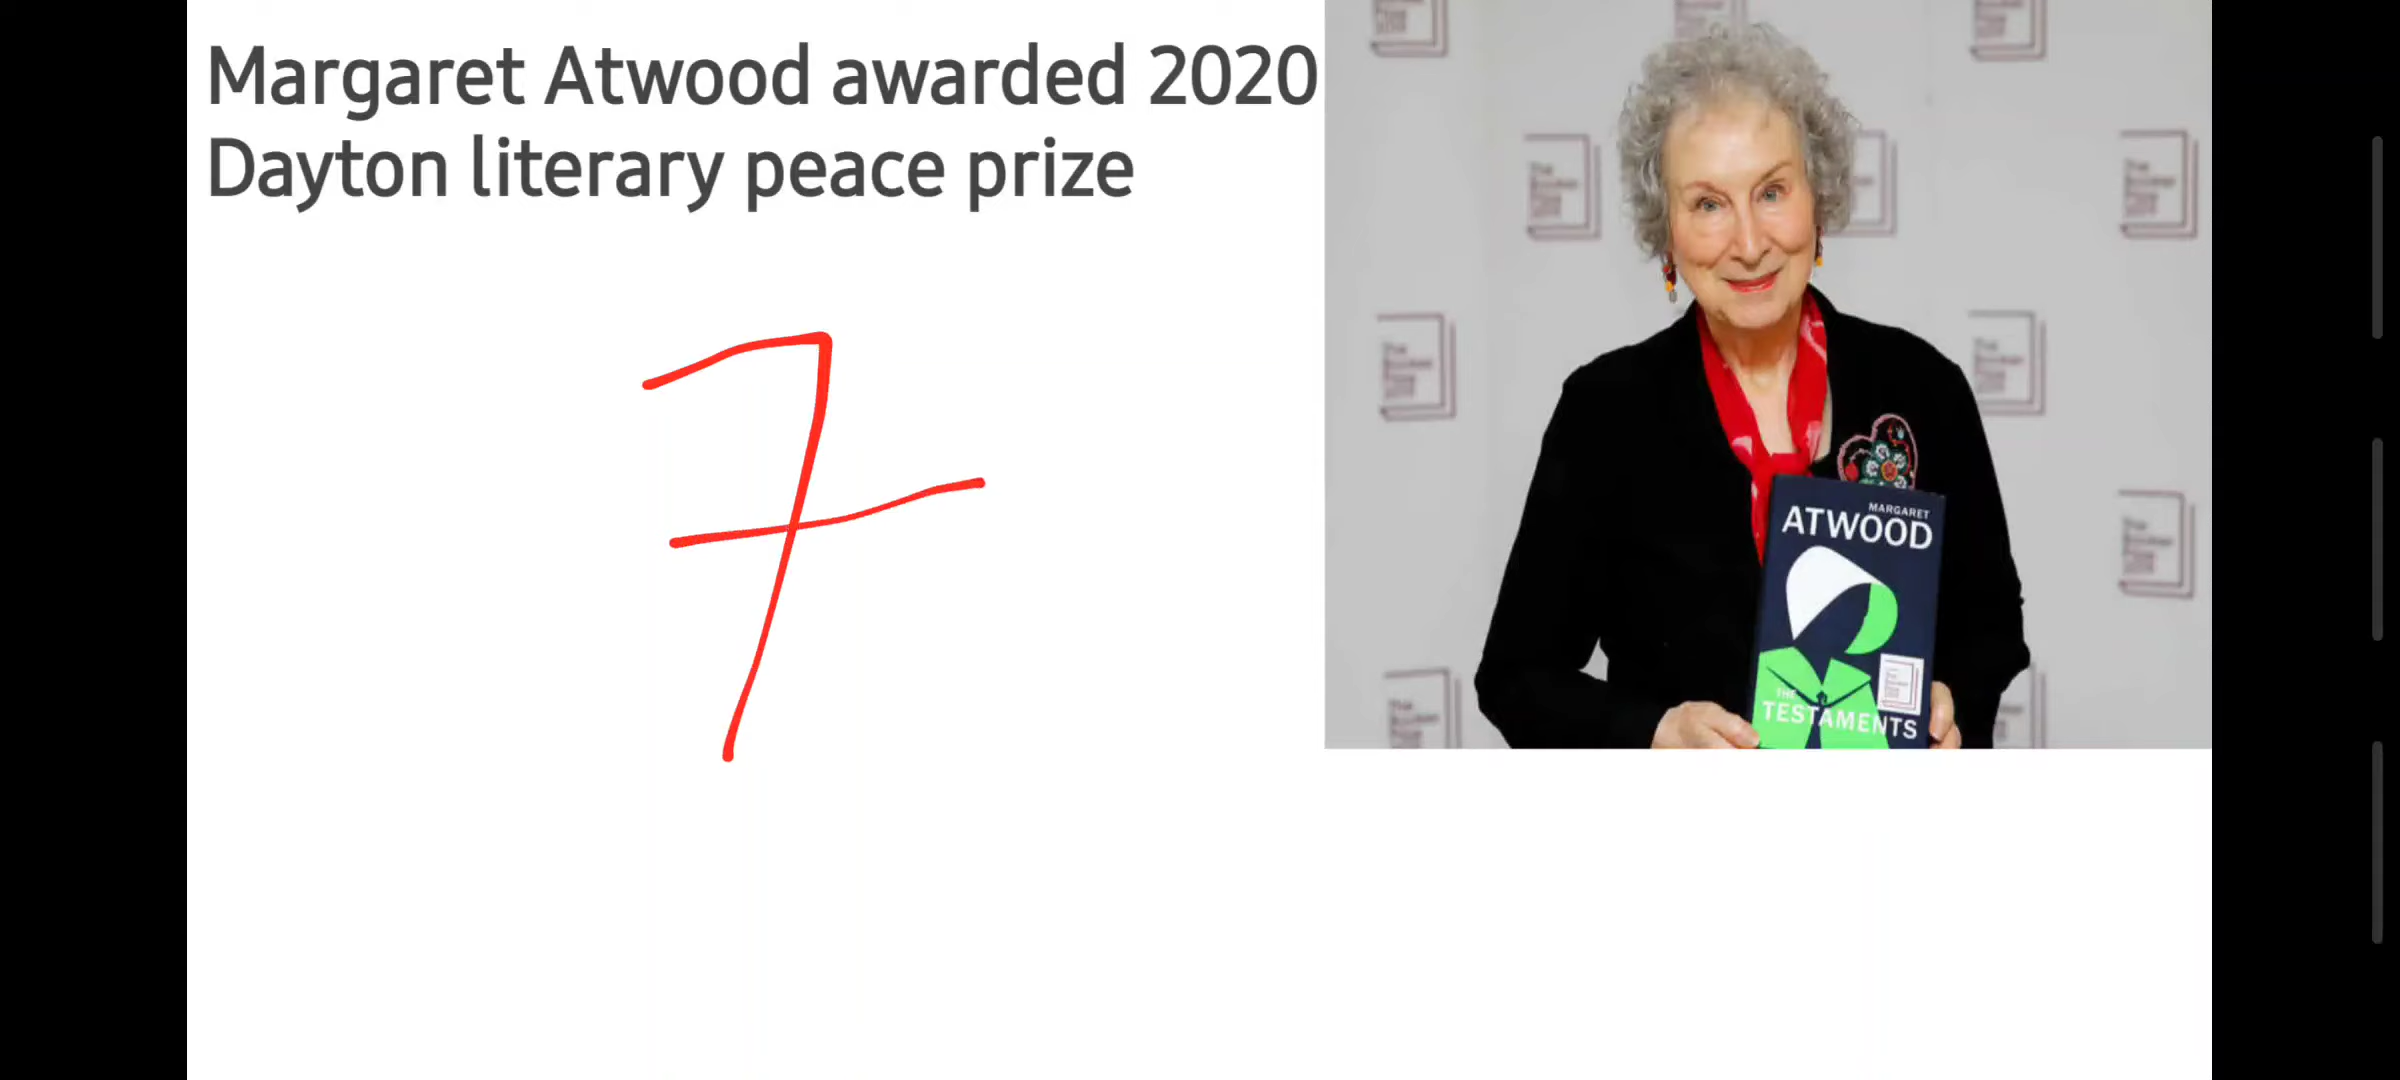 Margaret Atwood awarded 2020
Dayton literary peace prize
7
MARGARET
ATWOOD
THE
TESTAMENTS